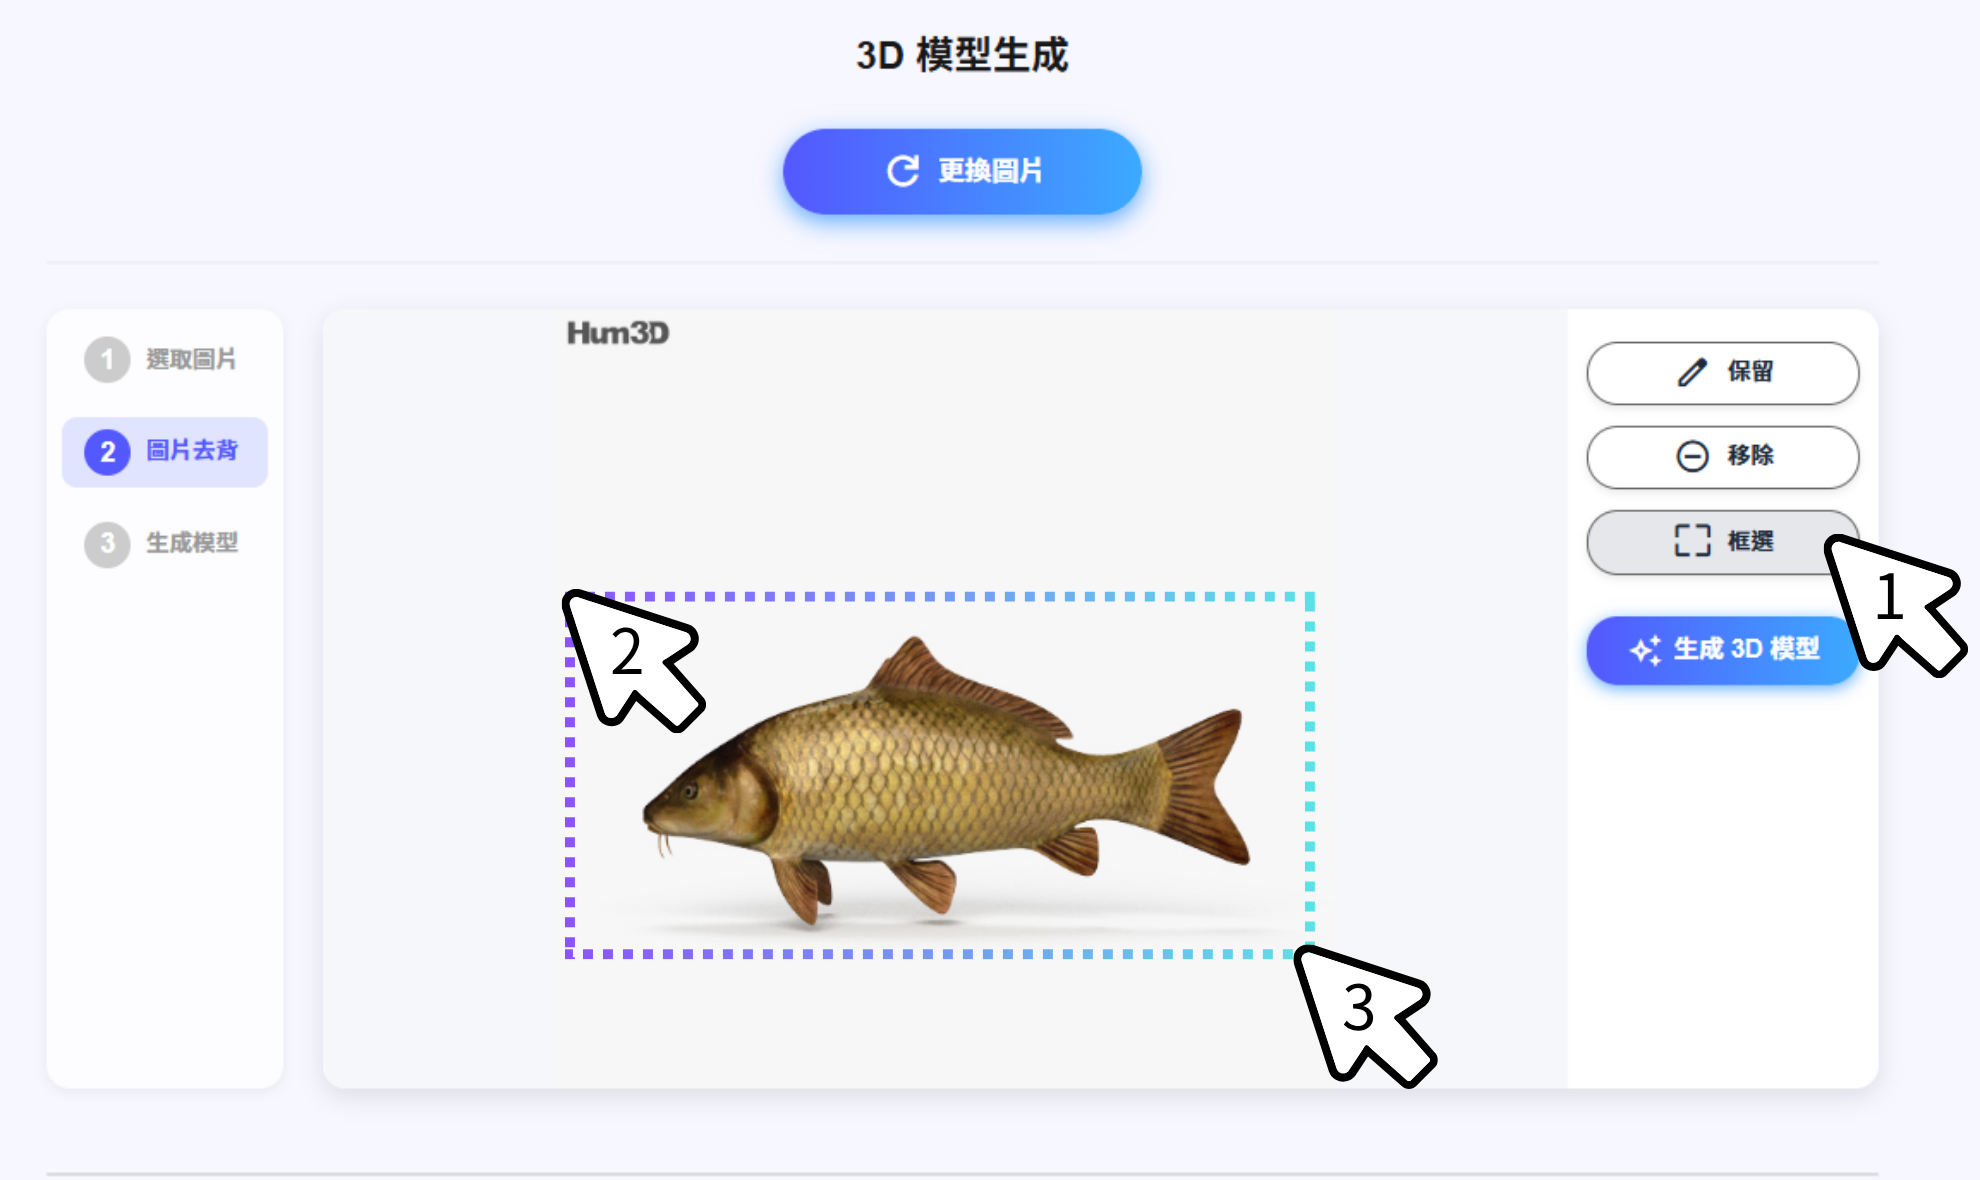 3D 模型生成
更換圖片
1 選取圖片
2 圖片去背
3 生成模型
Hum3D
保留
移除
框選
1
生成 3D 模型
2
3